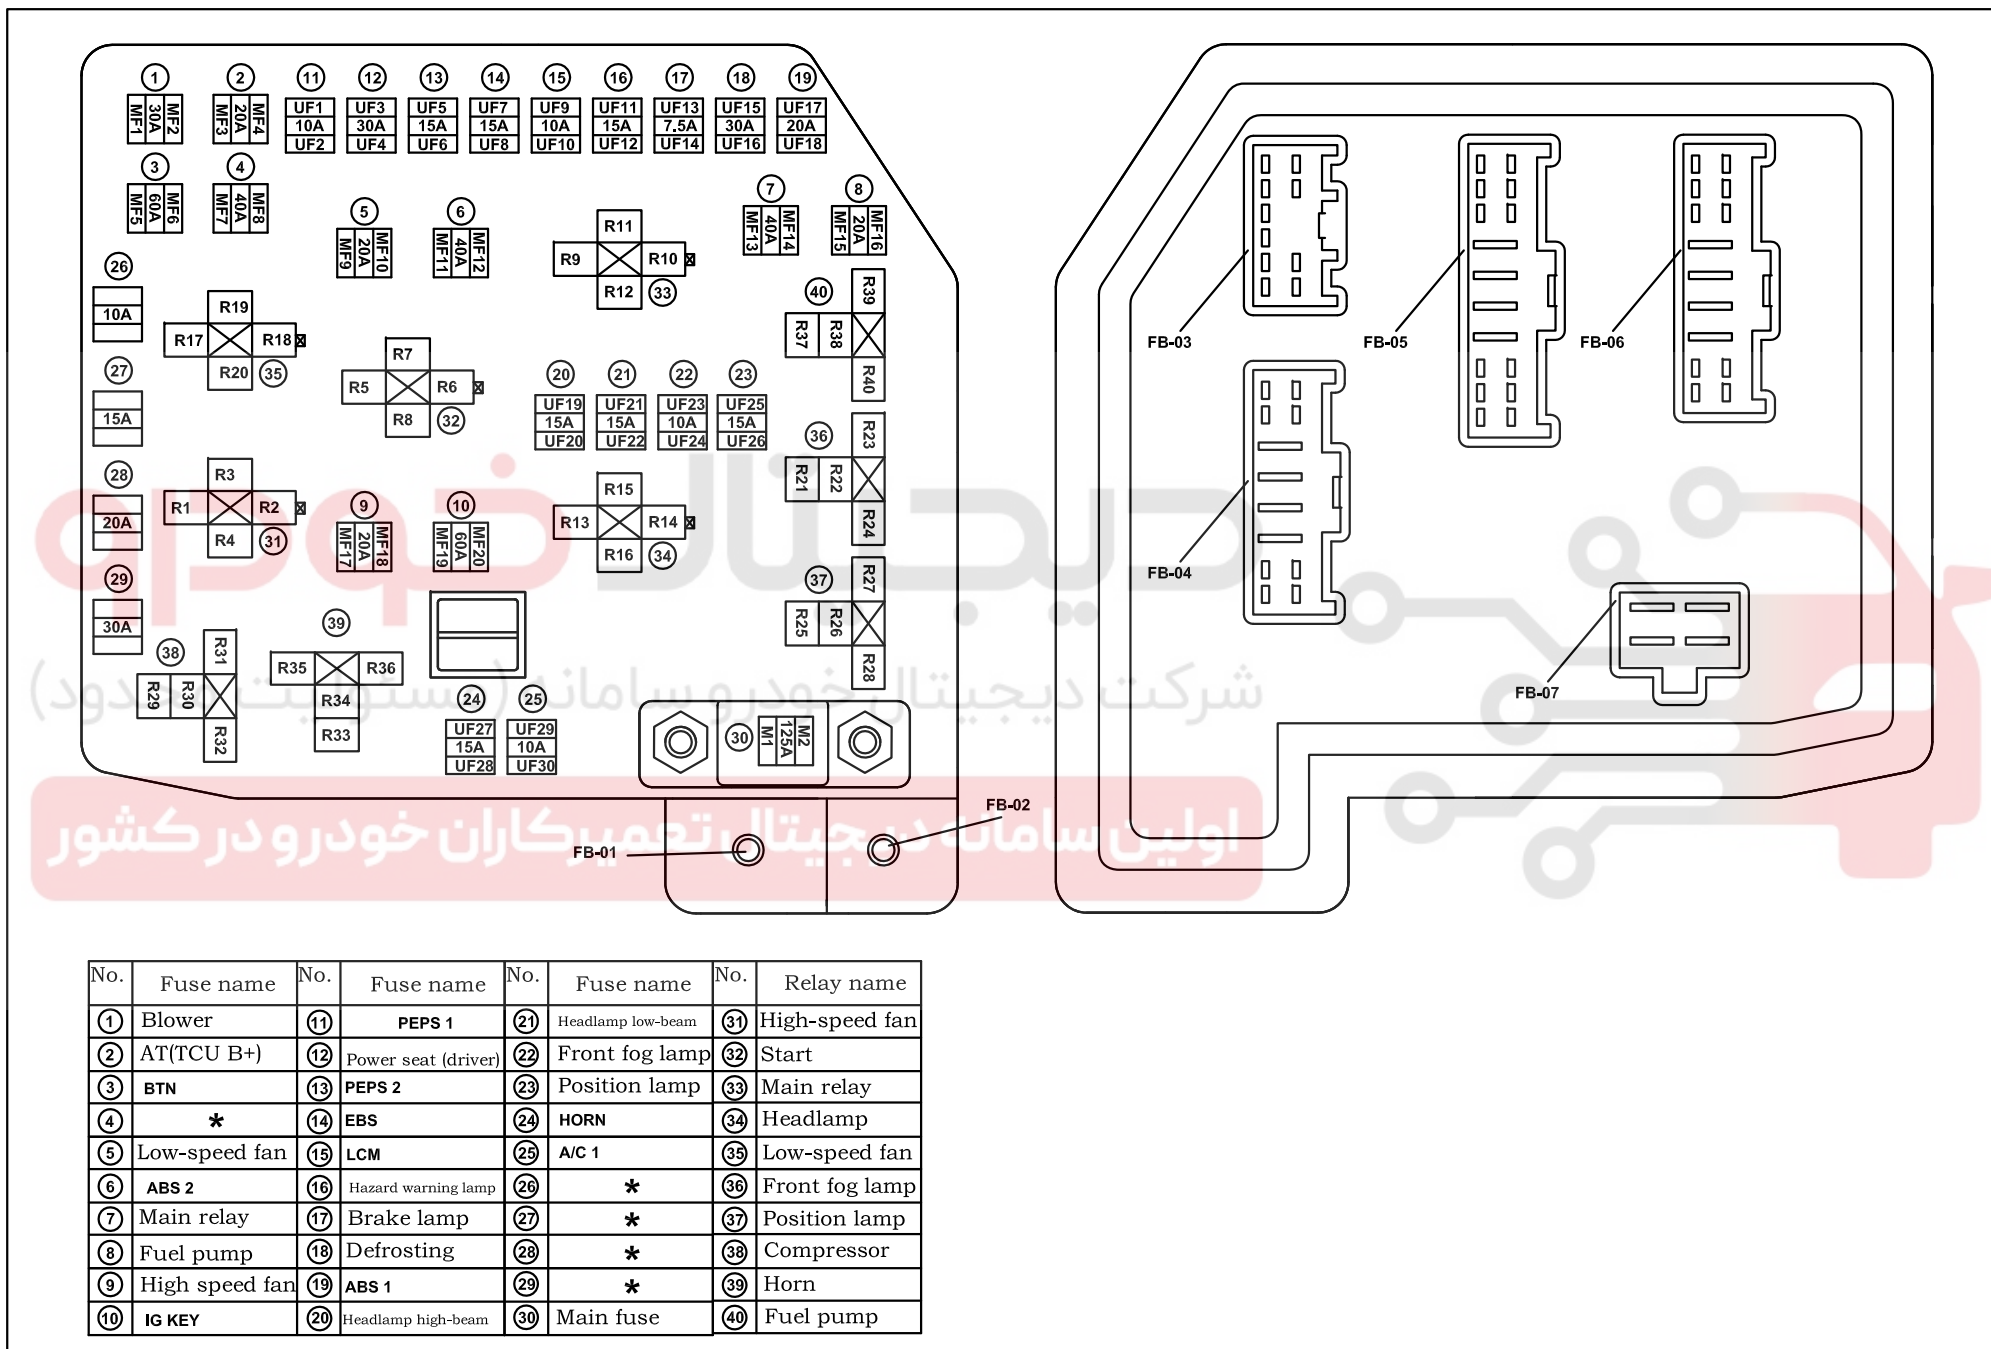 1 2 11 12 13 14 15 16 17 18 19
MF1 30A MF2
MF3 20A MF4
UF1 UF3 UF5 UF7 UF9 UF11 UF13 UF15 UF17
10A 30A 15A 15A 10A 15A 7.5A 30A 20A
UF2 UF4 UF6 UF8 UF10 UF12 UF14 UF16 UF18
3 4
MF5 60A MF6
MF7 40A MF8
5 6 7 8
MF9 20A MF10
MF11 40A MF12
MF13 40A MF14
MF15 20A MF16
R11
R9 R10
R12 33
26
10A
R19
R17 R18
R20 35
40 R39
R37 R38
R40
R7
R5 R6
R8 32
27
15A
20 21 22 23
UF19 UF21 UF23 UF25
15A 15A 10A 15A
UF20 UF22 UF24 UF26
36 R23
R21 R22
R24
28
20A
R3
R1 R2
R4 31
9 10
MF17 20A MF18
MF19 60A MF20
R15
R13 R14
R16 34
29
30A
37 R27
R25 R26
R28
38 R31
R29 R30
R32
39
R35 R36
R34
R33
24 25
UF27 UF29
15A 10A
UF28 UF30
30 M1 125A M2
FB-01
FB-02
FB-03
FB-05
FB-06
FB-04
FB-07
دیجیتال خودرو
شرکت دیجیتال خودرو سامانه (مسئولیت محدود)
اولین سامانه دیجیتال تعمیرکاران خودرو در کشور
No. Fuse name No. Fuse name No. Fuse name No. Relay name
1 Blower 11 PEPS 1 21 Headlamp low-beam 31 High-speed fan
2 AT(TCU B+) 12 Power seat (driver) 22 Front fog lamp 32 Start
3 BTN 13 PEPS 2 23 Position lamp 33 Main relay
4 * 14 EBS 24 HORN 34 Headlamp
5 Low-speed fan 15 LCM 25 A/C 1 35 Low-speed fan
6 ABS 2 16 Hazard warning lamp 26 * 36 Front fog lamp
7 Main relay 17 Brake lamp 27 * 37 Position lamp
8 Fuel pump 18 Defrosting 28 * 38 Compressor
9 High speed fan 19 ABS 1 29 * 39 Horn
10 IG KEY 20 Headlamp high-beam 30 Main fuse 40 Fuel pump